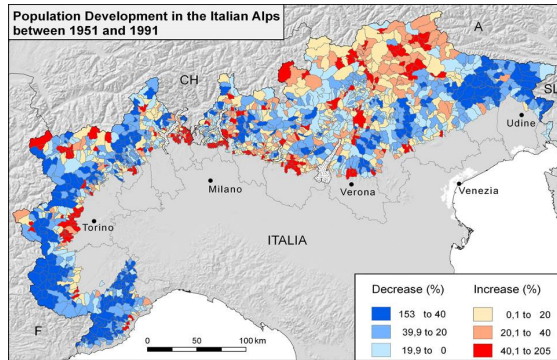 Population Development in the Italian Alps
between 1951 and 1991
A
CH
SL
Udine
Milano
Verona
Venezia
Torino
ITALIA
F
0 50 100 km
Decrease (%) Increase (%)
153 to 40 0,1 to 20
39,9 to 20 20,1 to 40
19,9 to 0 40,1 to 205